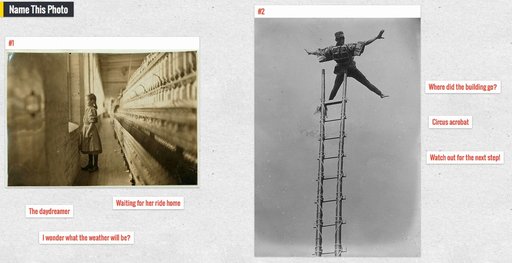 Name This Photo
#1
#2
Where did the building go?
Circus acrobat
Watch out for the next step!
Waiting for her ride home
The daydreamer
I wonder what the weather will be?